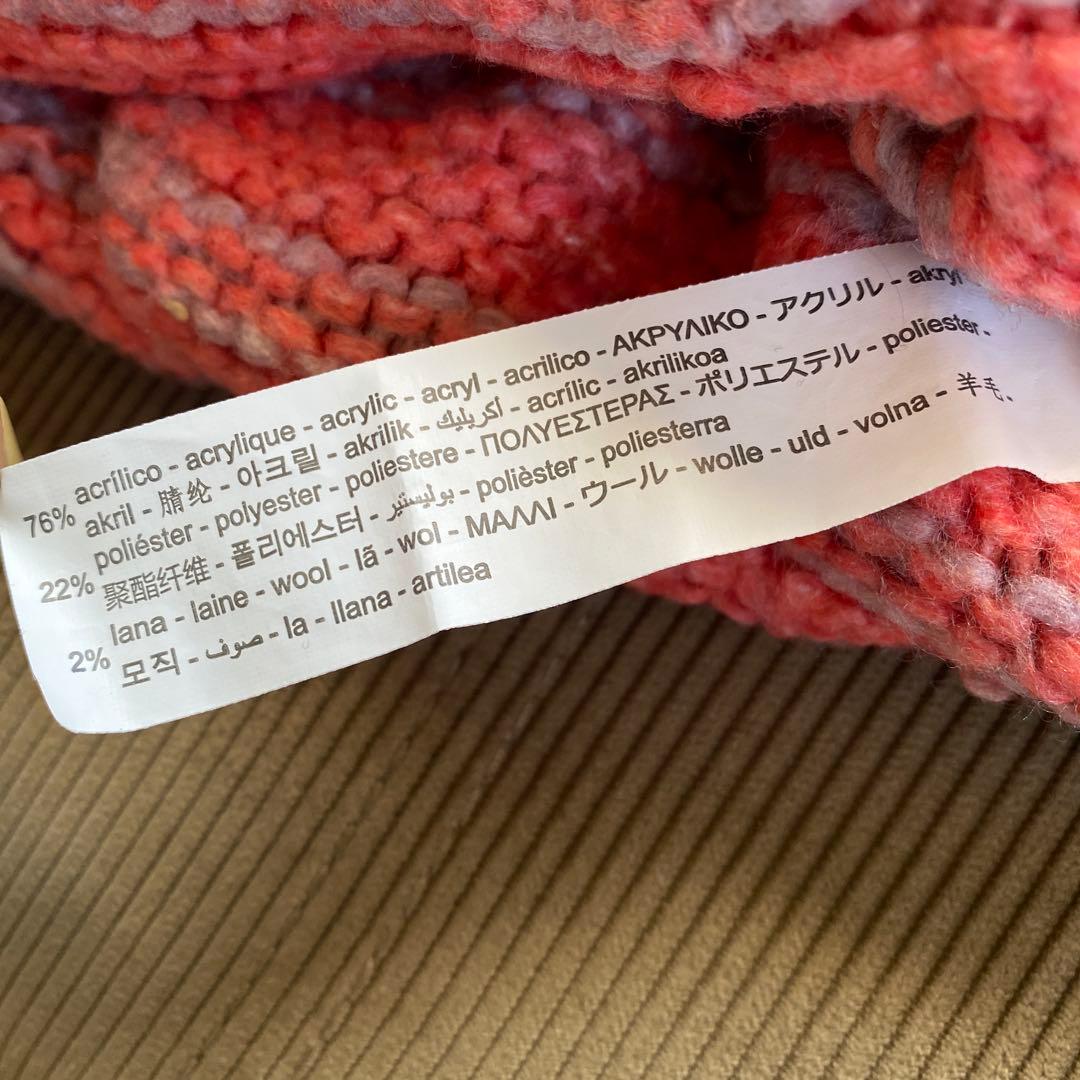 76% acrílico - acrylique - acrylic - acryl - acrilico - ΑΚΡΥΛΙΚΟ - アクリル - akryl
akril - 腈纶 - 아크릴 - akrilik - اكريليك - acrílic - akrilikoa
22% poliéster - polyester - poliestere - ΠΟΛΥΕΣΤΕΡΑΣ - ポリエステル - poliester -
聚酯纤维 - 폴리에스터 - بوليستير - polièster - poliesterra
2% lana - laine - wool - lã - wol - ΜΑΛΛΙ - ウール - wolle - uld - volna - 羊毛.
모직 - صوف - la - llana - artilea